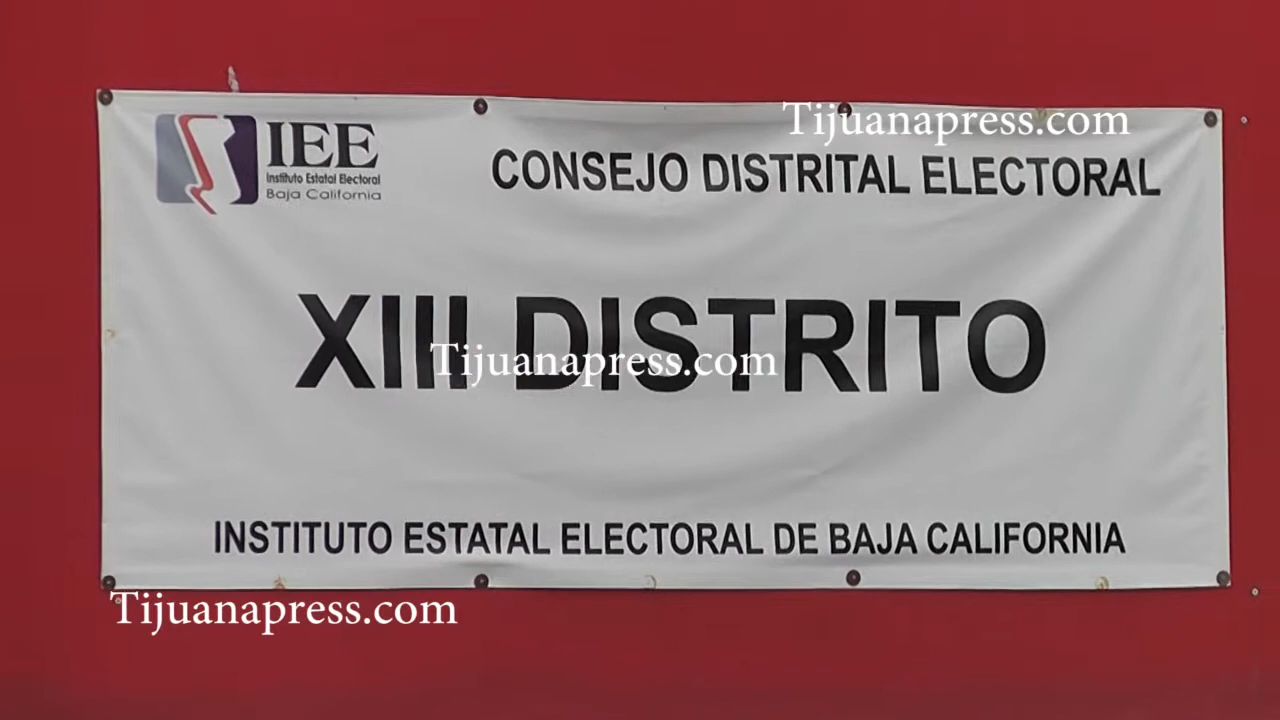 Tijuanapress.com
IEE
Instituto Estatal Electoral
Baja California
CONSEJO DISTRITAL ELECTORAL
XIII DISTRITO
Tijuanapress.com
INSTITUTO ESTATAL ELECTORAL DE BAJA CALIFORNIA
Tijuanapress.com